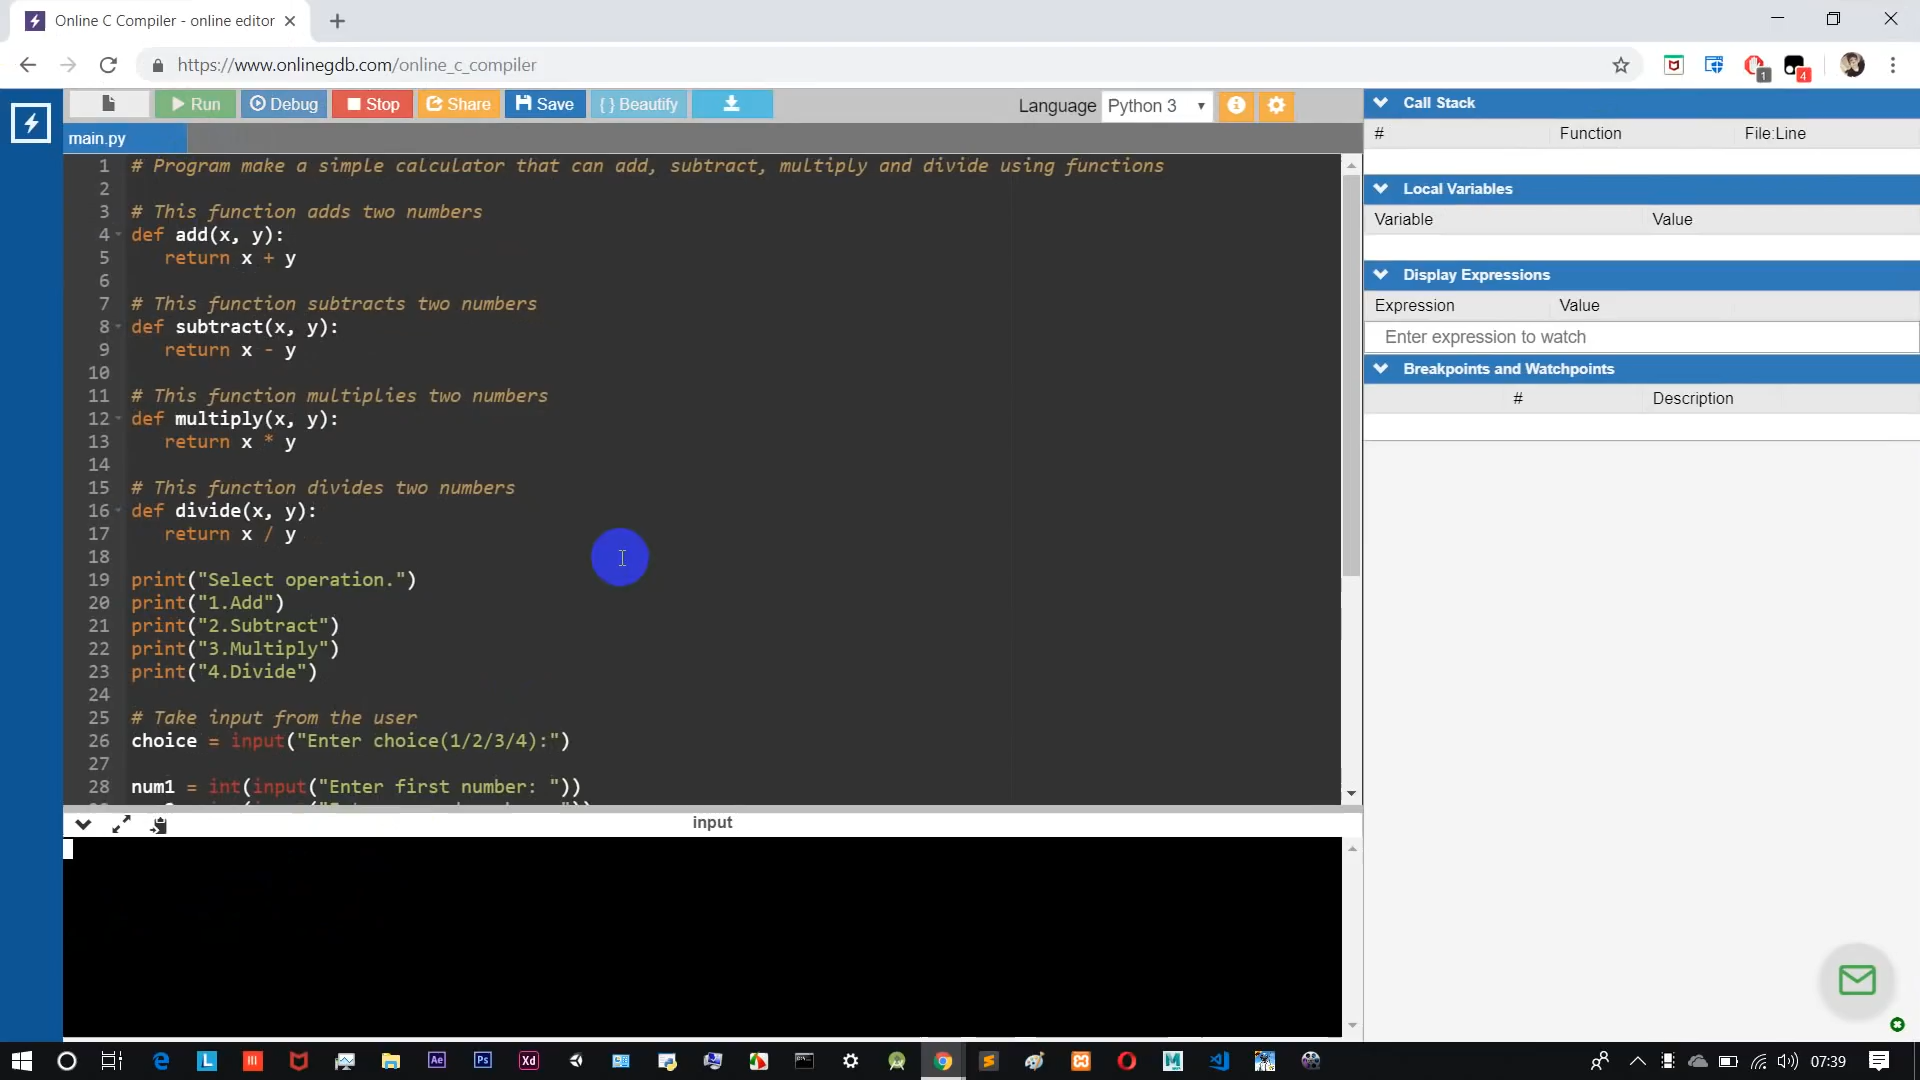 Online C Compiler - online editor
https://www.onlinegdb.com/online_c_compiler
1
4
Run Debug Stop Share Save { } Beautify Language Python 3
main.py
1 # Program make a simple calculator that can add, subtract, multiply and divide using functions
2
3 # This function adds two numbers
4 def add(x, y):
5 return x + y
6
7 # This function subtracts two numbers
8 def subtract(x, y):
9 return x - y
10
11 # This function multiplies two numbers
12 def multiply(x, y):
13 return x * y
14
15 # This function divides two numbers
16 def divide(x, y):
17 return x / y
18
19 print("Select operation.")
20 print("1.Add")
21 print("2.Subtract")
22 print("3.Multiply")
23 print("4.Divide")
24
25 # Take input from the user
26 choice = input("Enter choice(1/2/3/4):")
27
28 num1 = int(input("Enter first number: "))
input
Call Stack
# Function File:Line
Local Variables
Variable Value
Display Expressions
Expression Value
Enter expression to watch
Breakpoints and Watchpoints
# Description
Ae Ps Xd
07:39